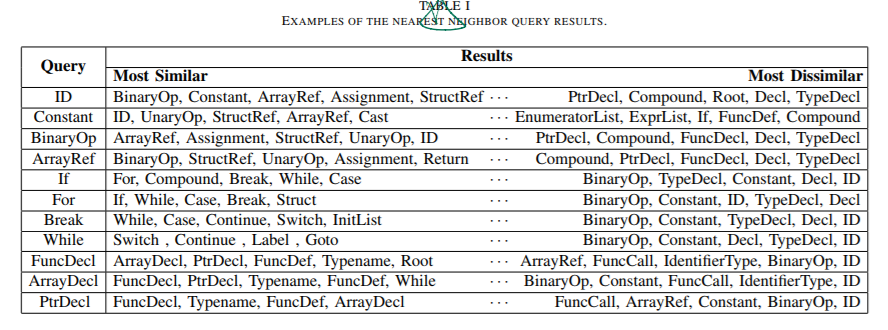 TABLE I
EXAMPLES OF THE NEAREST NEIGHBOR QUERY RESULTS.
Query Results
Most Similar Most Dissimilar
ID BinaryOp, Constant, ArrayRef, Assignment, StructRef ··· PtrDecl, Compound, Root, Decl, TypeDecl
Constant ID, UnaryOp, StructRef, ArrayRef, Cast ··· EnumeratorList, ExprList, If, FuncDef, Compound
BinaryOp ArrayRef, Assignment, StructRef, UnaryOp, ID ··· PtrDecl, Compound, FuncDecl, Decl, TypeDecl
ArrayRef BinaryOp, StructRef, UnaryOp, Assignment, Return ··· Compound, PtrDecl, FuncDecl, Decl, TypeDecl
If For, Compound, Break, While, Case ··· BinaryOp, TypeDecl, Constant, Decl, ID
For If, While, Case, Break, Struct ··· BinaryOp, Constant, ID, TypeDecl, Decl
Break While, Case, Continue, Switch, InitList ··· BinaryOp, Constant, TypeDecl, Decl, ID
While Switch , Continue , Label , Goto ··· BinaryOp, Constant, Decl, TypeDecl, ID
FuncDecl ArrayDecl, PtrDecl, FuncDef, Typename, Root ··· ArrayRef, FuncCall, IdentifierType, BinaryOp, ID
ArrayDecl FuncDecl, PtrDecl, Typename, FuncDef, While ··· BinaryOp, Constant, FuncCall, IdentifierType, ID
PtrDecl FuncDecl, Typename, FuncDef, ArrayDecl ··· FuncCall, ArrayRef, Constant, BinaryOp, ID